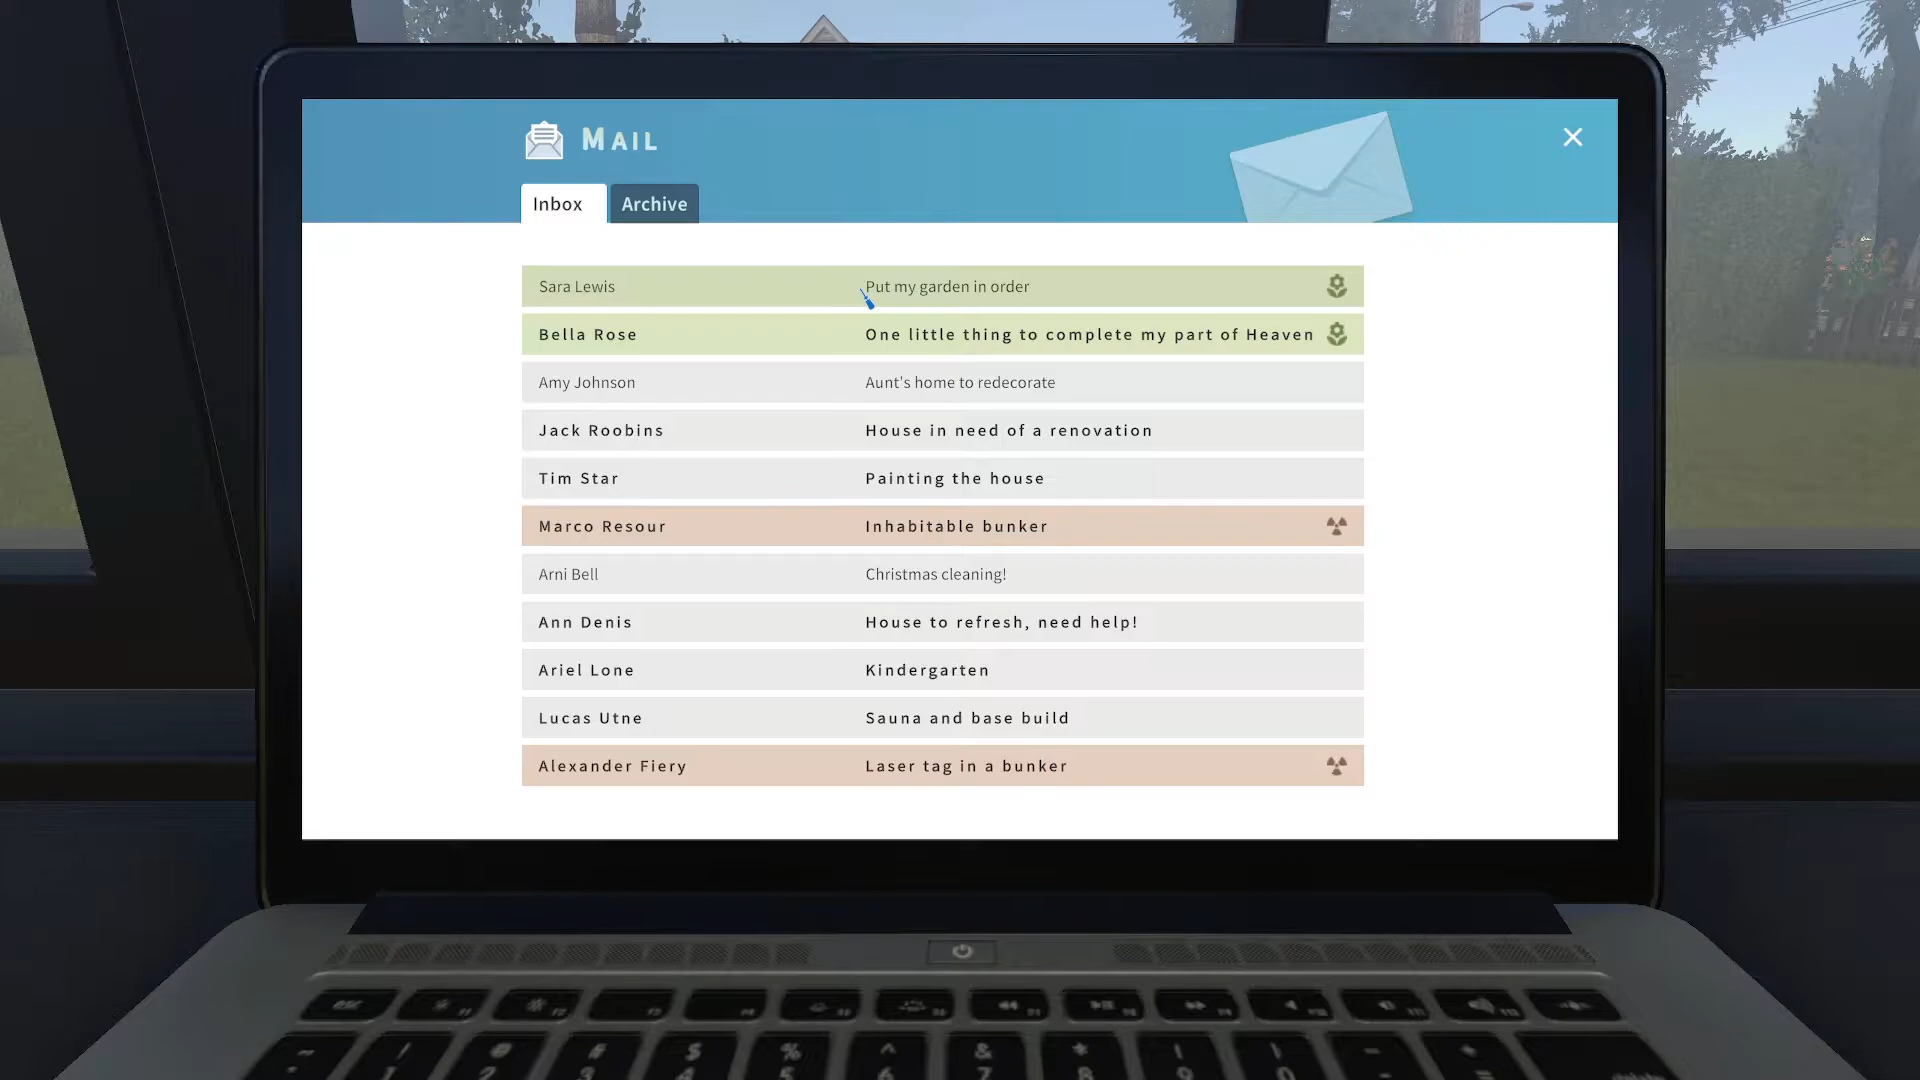 MAIL
Inbox
Archive
Sara Lewis Put my garden in order
Bella Rose One little thing to complete my part of Heaven
Amy Johnson Aunt's home to redecorate
Jack Roobins House in need of a renovation
Tim Star Painting the house
Marco Resour Inhabitable bunker
Arni Bell Christmas cleaning!
Ann Denis House to refresh, need help!
Ariel Lone Kindergarten
Lucas Utne Sauna and base build
Alexander Fiery Laser tag in a bunker
esc